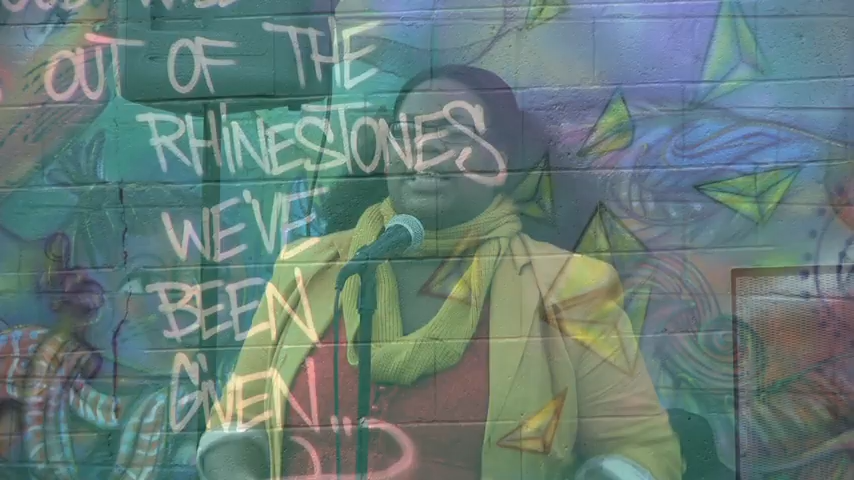 OUT OF THE
RHINESTONES
WE'VE
BEEN
GIVEN..."